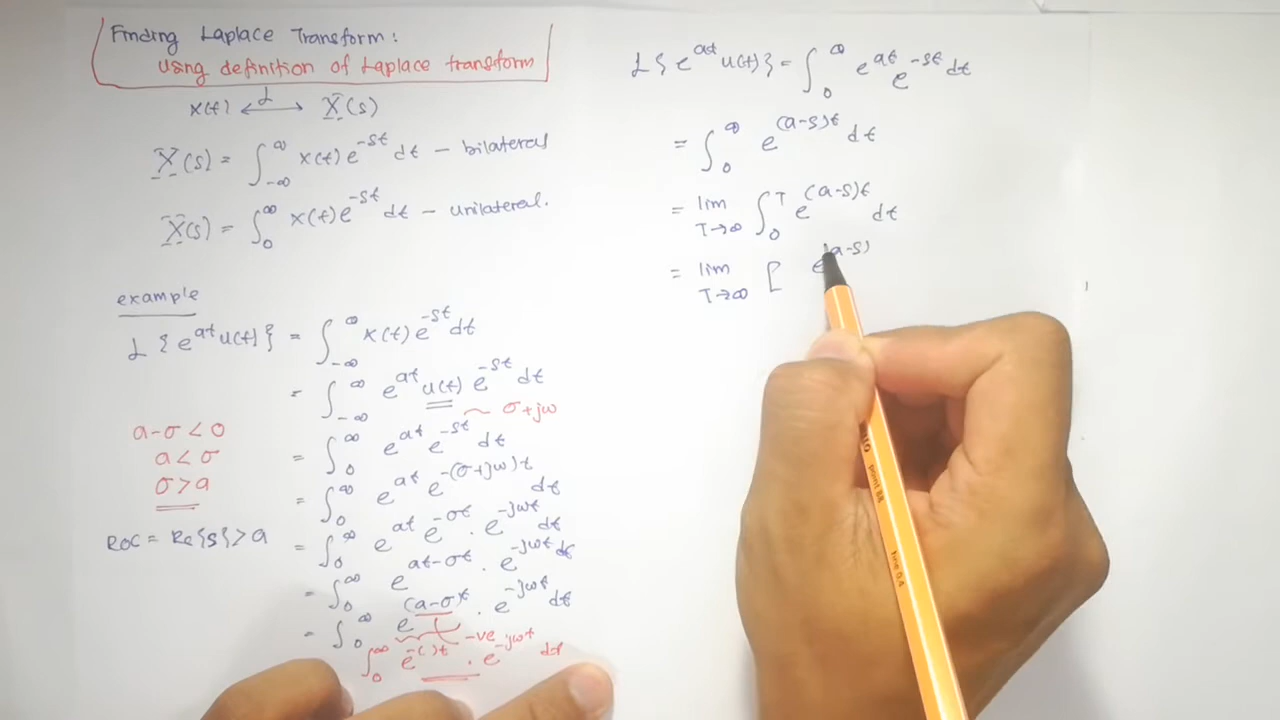 Finding Laplace Transform:
using definition of Laplace transform
x(t) ⟷ℒ X(s)
X(s) = ∫_{-∞}^{∞} x(t) e^{-st} dt - bilateral
X(s) = ∫_{0}^{∞} x(t) e^{-st} dt - unilateral.
example
ℒ{e^{at} u(t)} = ∫_{-∞}^{∞} x(t) e^{-st} dt
= ∫_{-∞}^{∞} e^{at} u(t) e^{-st} dt
~ σ+jω
= ∫_{0}^{∞} e^{at} e^{-st} dt
= ∫_{0}^{∞} e^{at} e^{-(σ+jω)t} dt
= ∫_{0}^{∞} e^{at} e^{-σt} . e^{-jωt} dt
= ∫_{0}^{∞} e^{at-σt} . e^{-jωt} dt
= ∫_{0}^{∞} e^{(a-σ)t} . e^{-jωt} dt
-ve
∫_{0}^{∞} e^{-( )t} . e^{-jωt} dt
a-σ < 0
a < σ
σ > a
ROC = Re{s} > a
ℒ{e^{at} u(t)} = ∫_{0}^{∞} e^{at} e^{-st} dt
= ∫_{0}^{∞} e^{(a-s)t} dt
= lim_{T→∞} ∫_{0}^{T} e^{(a-s)t} dt
= lim_{T→∞} [ e^{(a-s)